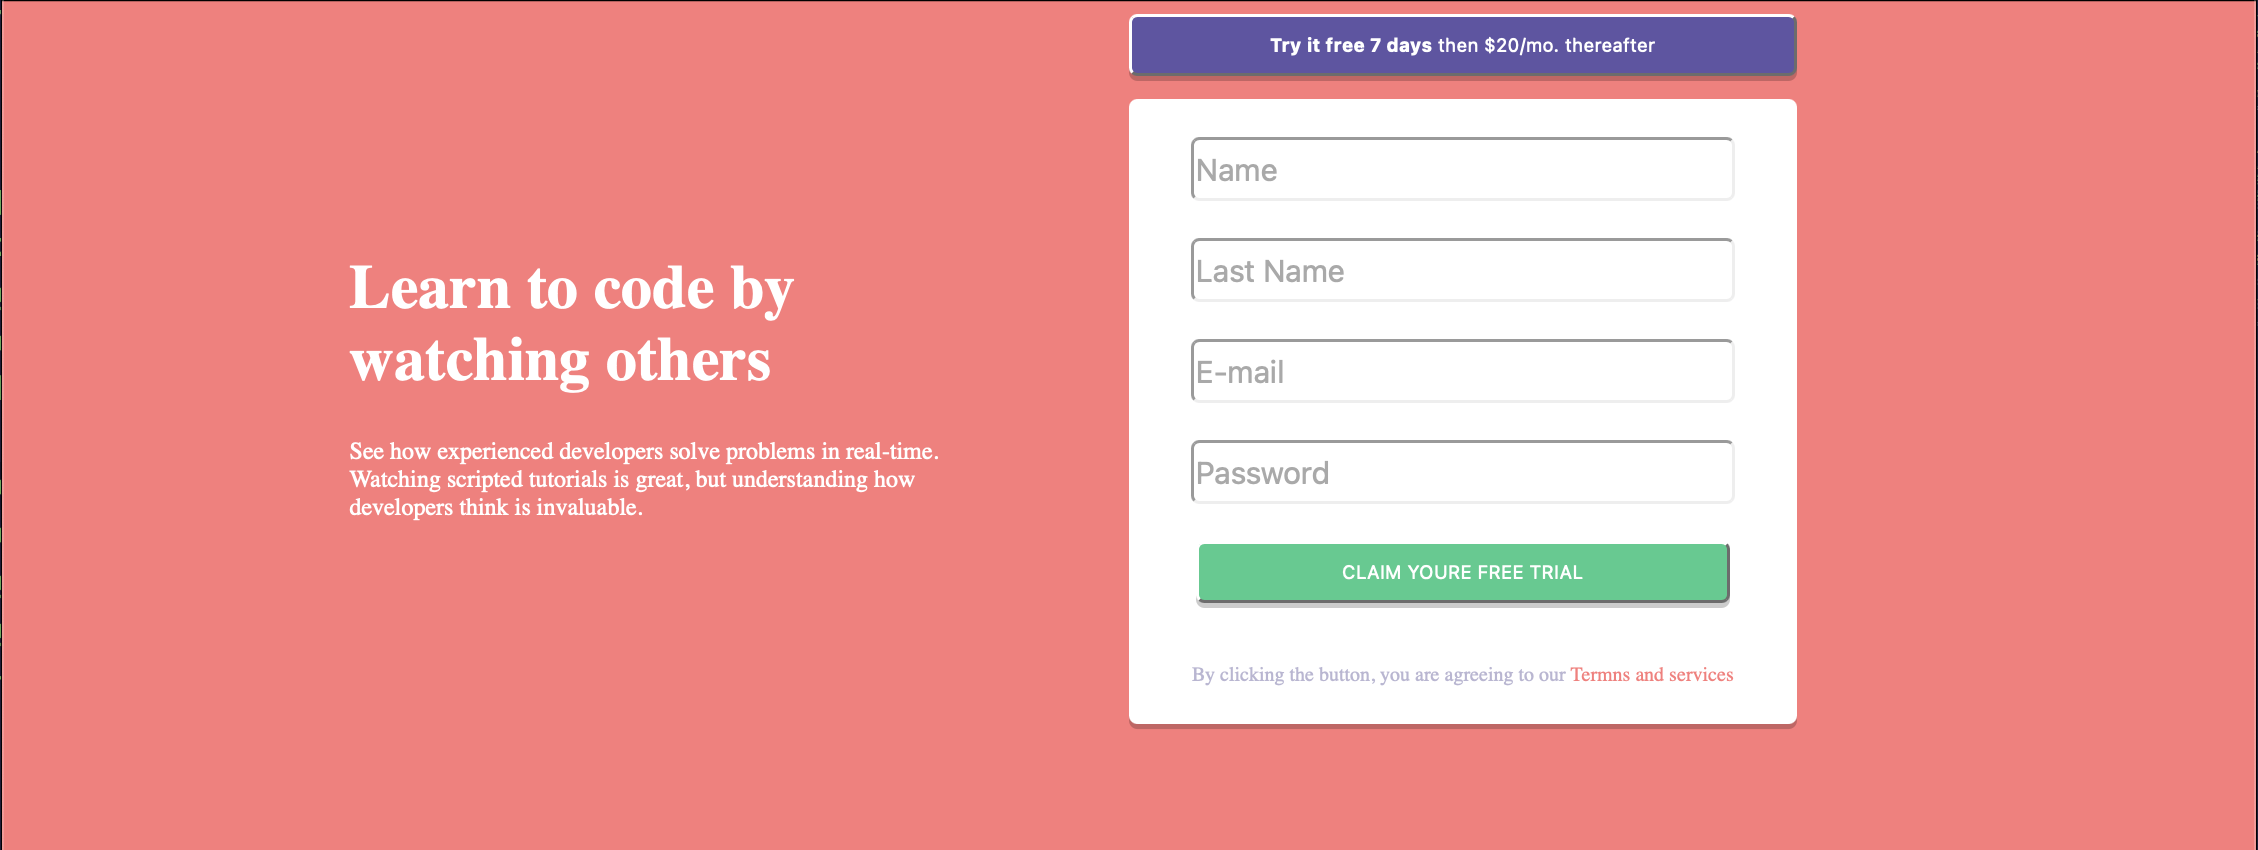 Try it free 7 days then $20/mo. thereafter
Learn to code by
watching others
See how experienced developers solve problems in real-time.
Watching scripted tutorials is great, but understanding how
developers think is invaluable.
Name
Last Name
E-mail
Password
CLAIM YOURE FREE TRIAL
By clicking the button, you are agreeing to our Termns and services